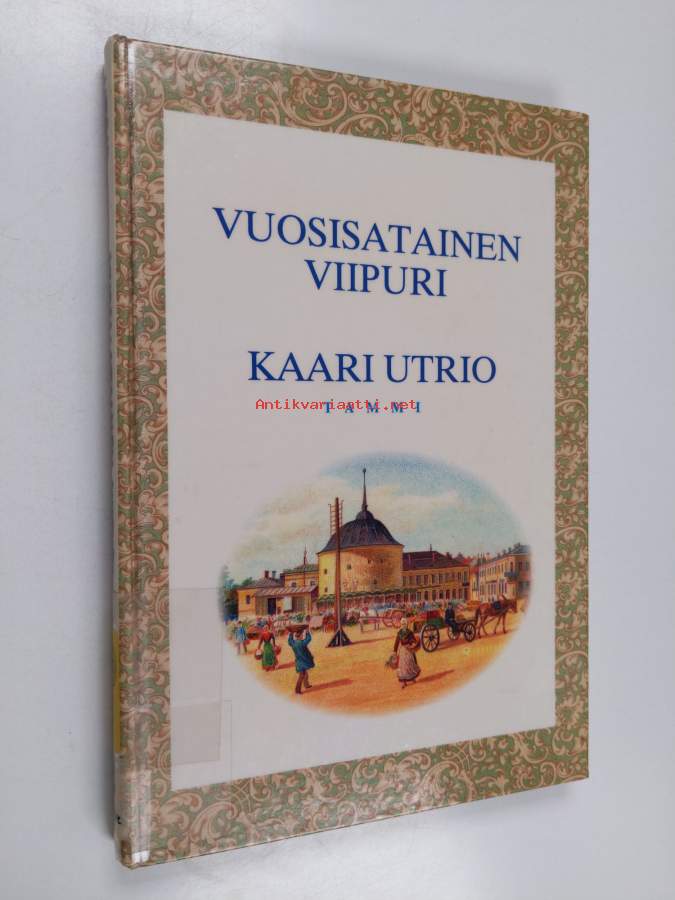 VUOSISATAINEN
VIIPURI
KAARI UTRIO
Antikvariaatti.net
TAMMI